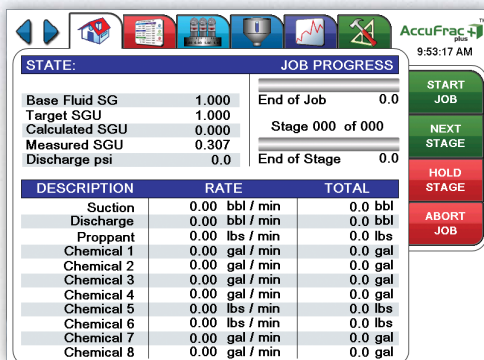 AccuFrac+
plus
TM
9:53:17 AM
STATE: JOB PROGRESS
Base Fluid SG 1.000
Target SGU 1.000
Calculated SGU 0.000
Measured SGU 0.307
Discharge psi 0.0
End of Job 0.0
Stage 000 of 000
End of Stage 0.0
START
JOB
NEXT
STAGE
HOLD
STAGE
ABORT
JOB
DESCRIPTION RATE TOTAL
Suction 0.00 bbl / min 0.0 bbl
Discharge 0.00 bbl / min 0.0 bbl
Proppant 0.00 lbs / min 0.0 lbs
Chemical 1 0.00 gal / min 0.0 gal
Chemical 2 0.00 gal / min 0.0 gal
Chemical 3 0.00 gal / min 0.0 gal
Chemical 4 0.00 gal / min 0.0 gal
Chemical 5 0.00 lbs / min 0.0 lbs
Chemical 6 0.00 lbs / min 0.0 lbs
Chemical 7 0.00 gal / min 0.0 gal
Chemical 8 0.00 gal / min 0.0 gal